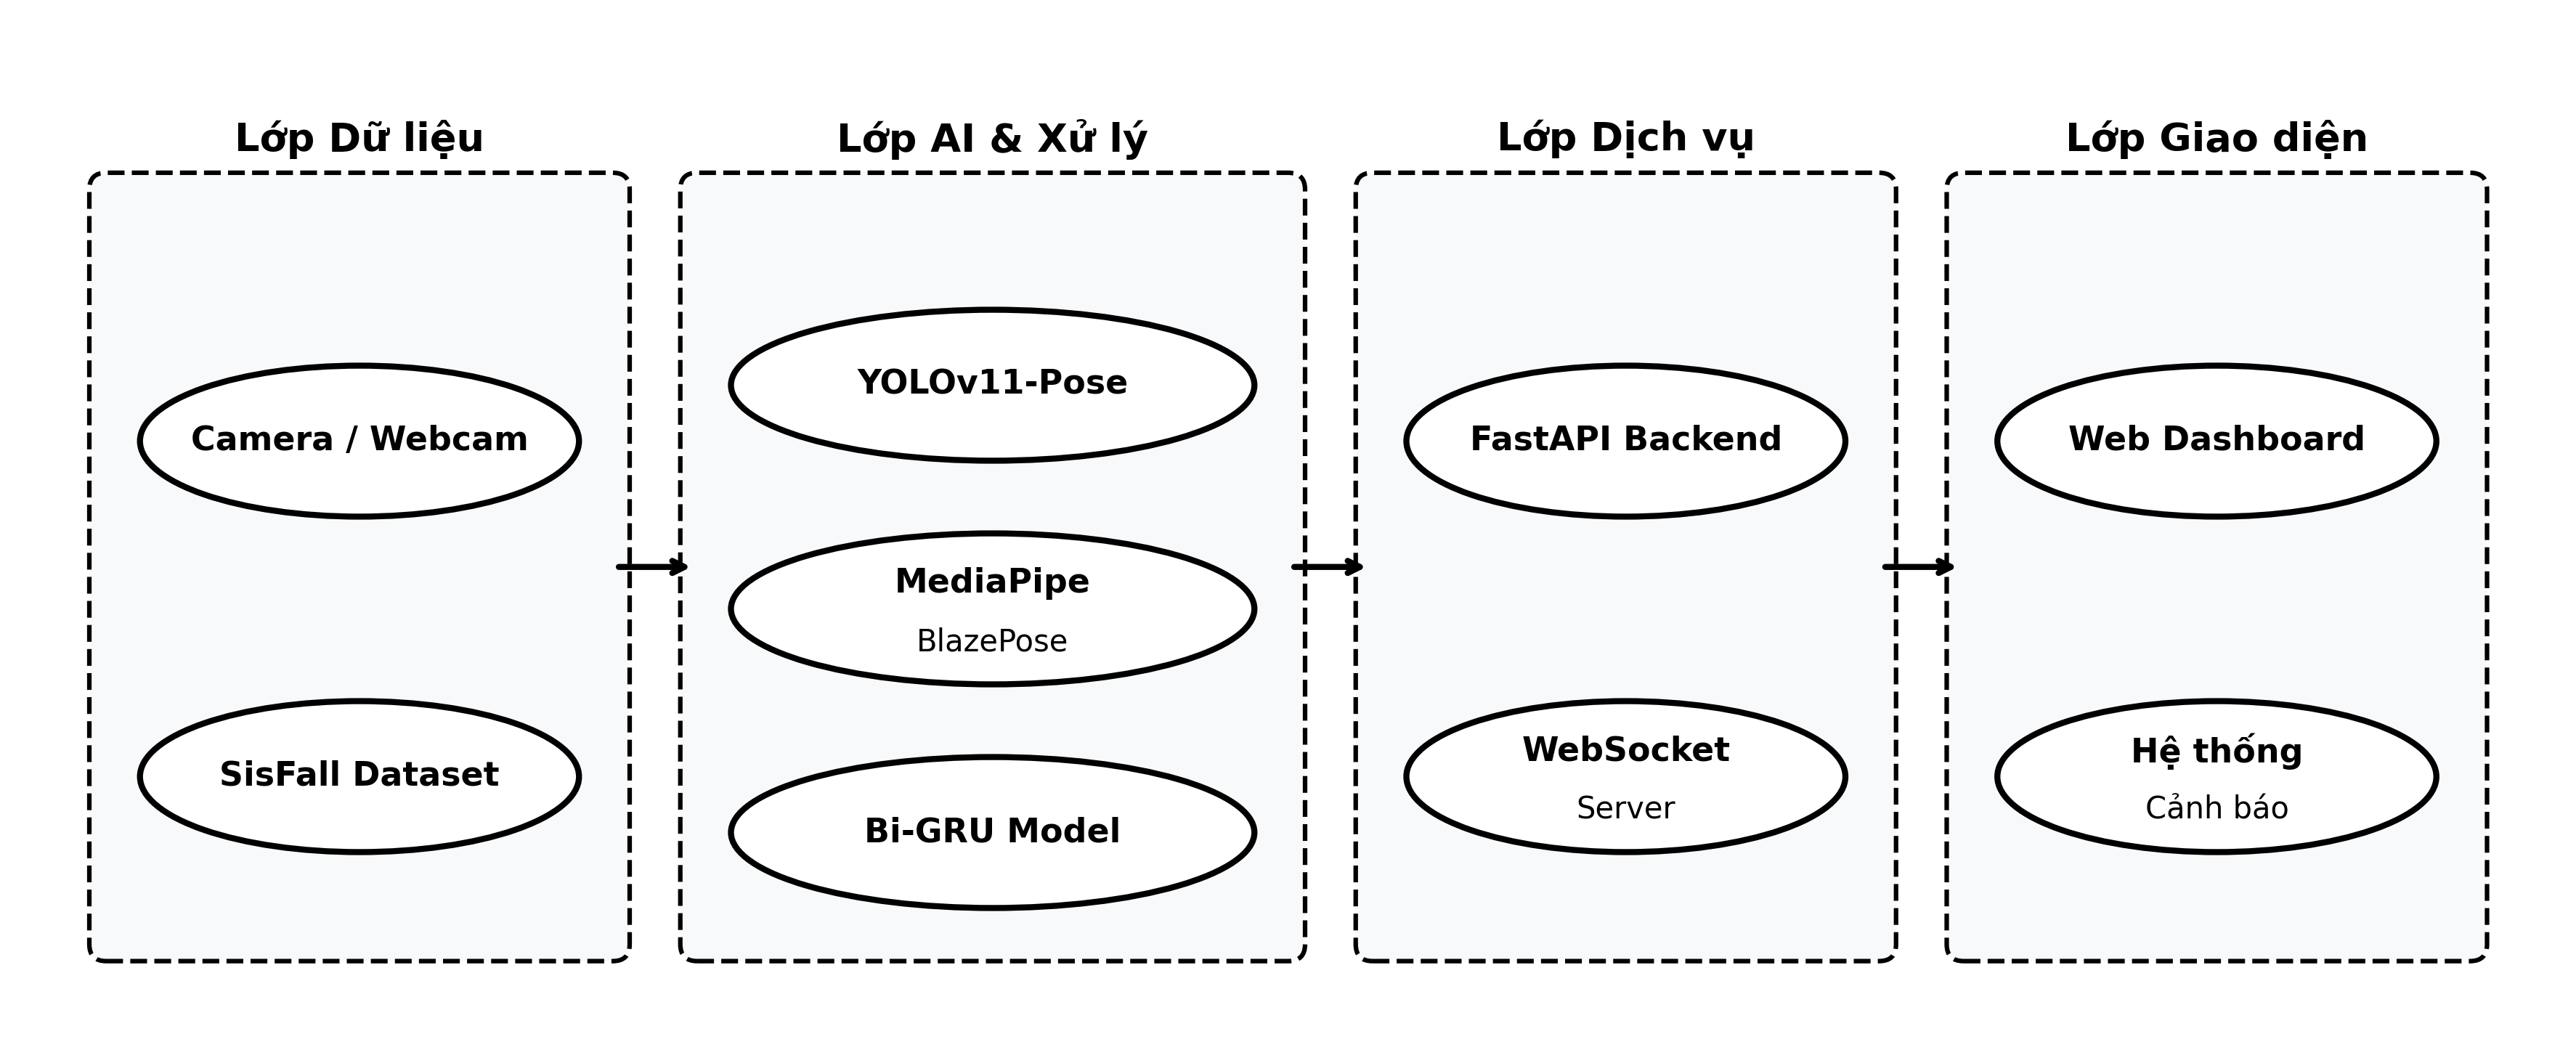 Lớp Dữ liệu
Camera / Webcam
SisFall Dataset
Lớp AI & Xử lý
YOLOv11-Pose
MediaPipe
BlazePose
Bi-GRU Model
Lớp Dịch vụ
FastAPI Backend
WebSocket
Server
Lớp Giao diện
Web Dashboard
Hệ thống
Cảnh báo